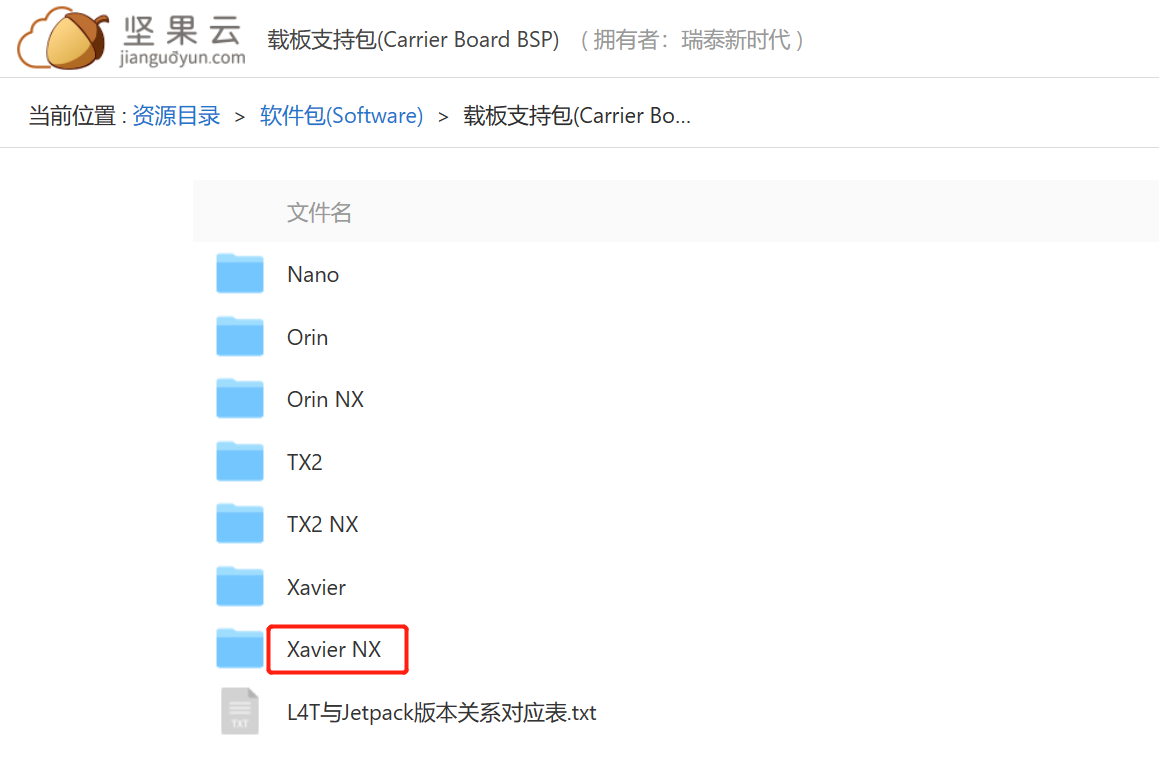 坚果云
jianguoyun.com
载板支持包(Carrier Board BSP) （ 拥有者：瑞泰新时代 ）
当前位置 : 资源目录 > 软件包(Software) > 载板支持包(Carrier Bo...
文件名
Nano
Orin
Orin NX
TX2
TX2 NX
Xavier
Xavier NX
TXT
L4T与Jetpack版本关系对应表.txt